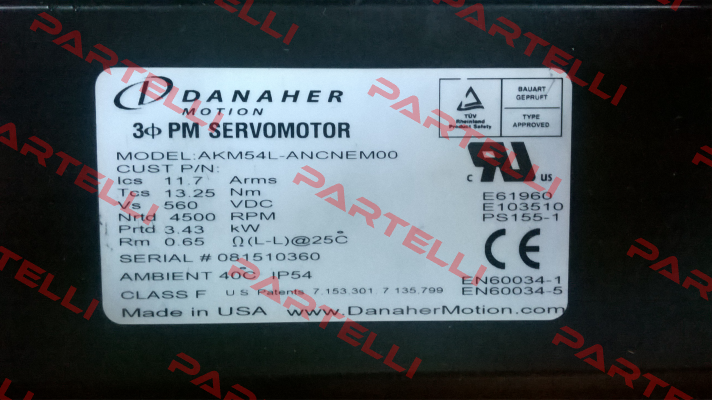 DANAHER
MOTION
3Φ PM SERVOMOTOR
MODEL:AKM54L-ANCNEM00
CUST P/N:
Ics 11.7 Arms
Tcs 13.25 Nm
Vs 560 VDC
Nrtd 4500 RPM
Prtd 3.43 kW
Rm 0.65 Ω(L-L)@25°C
SERIAL # 081510360
AMBIENT 40°C IP54
CLASS F U S Patents 7 153,301 7 135,799
Made in USA www.DanaherMotion.com
TÜV
Rheinland
Product Safety
BAUART
GEPRUFT
TYPE
APPROVED
c US
E61960
E103510
PS155-1
CE
EN60034-1
EN60034-5
PARTELLI
PARTELLI
PARTELLI
PARTELLI
PARTELLI
PARTELLI
PARTELLI